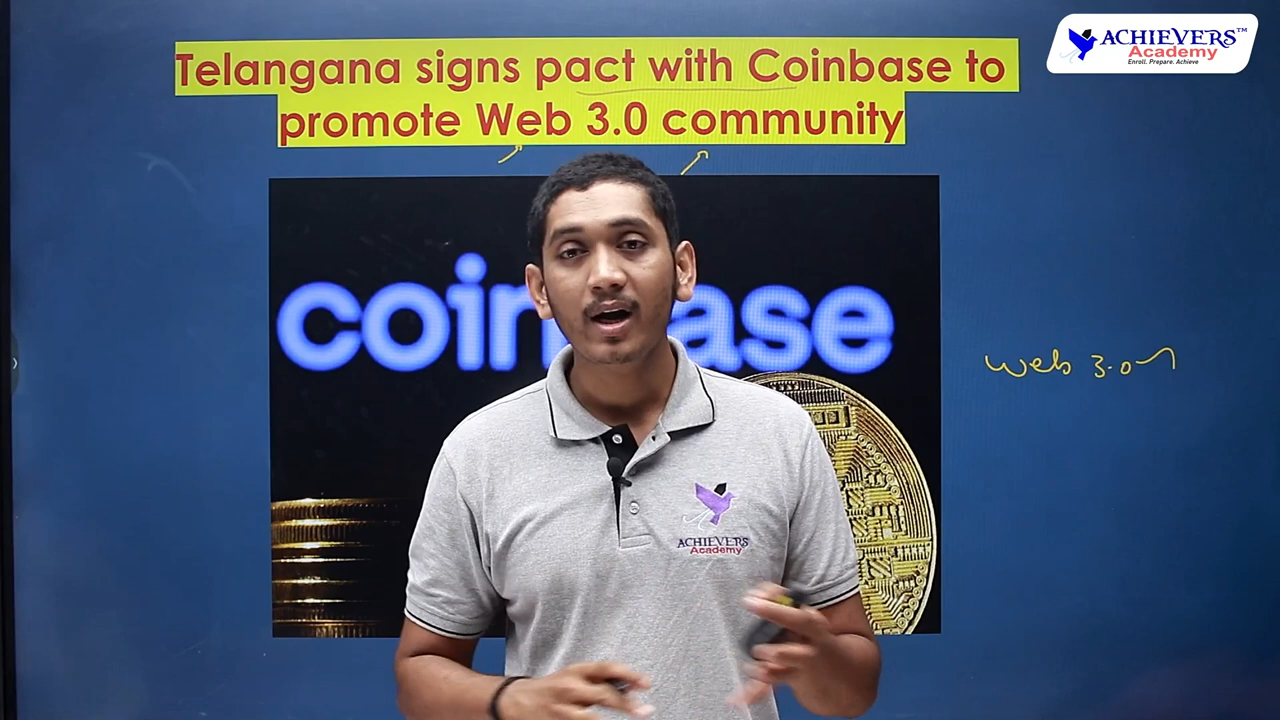 Telangana signs pact with Coinbase to
promote Web 3.0 community
ACHIEVERS™
Academy
Enroll. Prepare. Achieve
coin ase
Web 3.0
ACHIEVERS
Academy